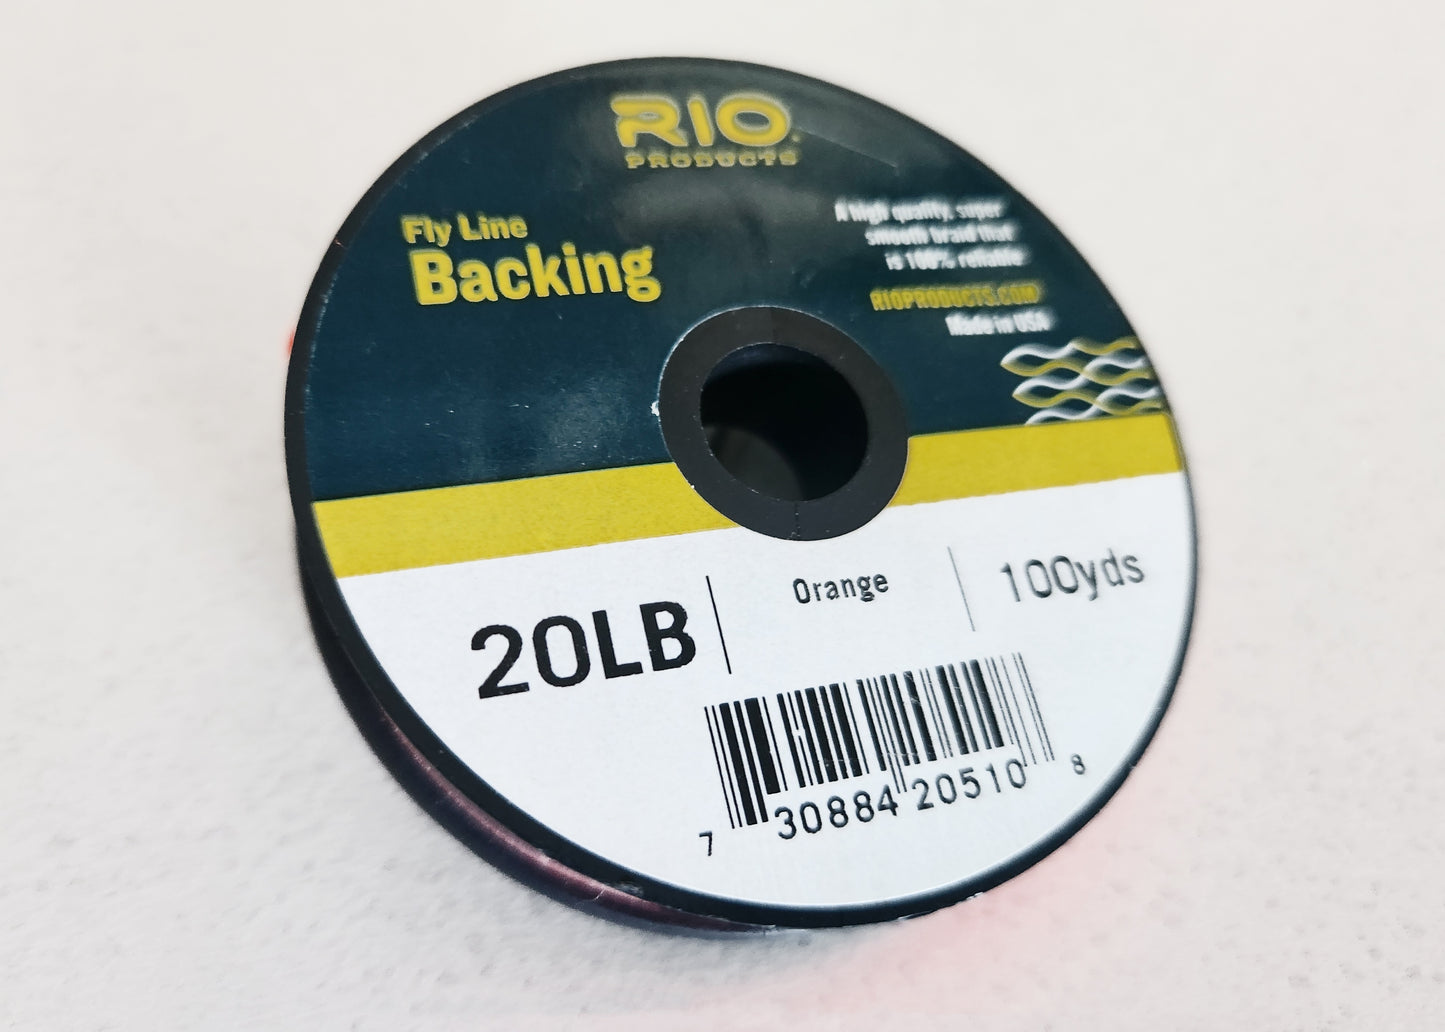 RIO
PRODUCTS
Fly Line
Backing
A high quality, super
smooth braid that
is 100% reliable
RIOPRODUCTS.COM
Made in USA
20LB
Orange
100yds
7 30884 20510 8